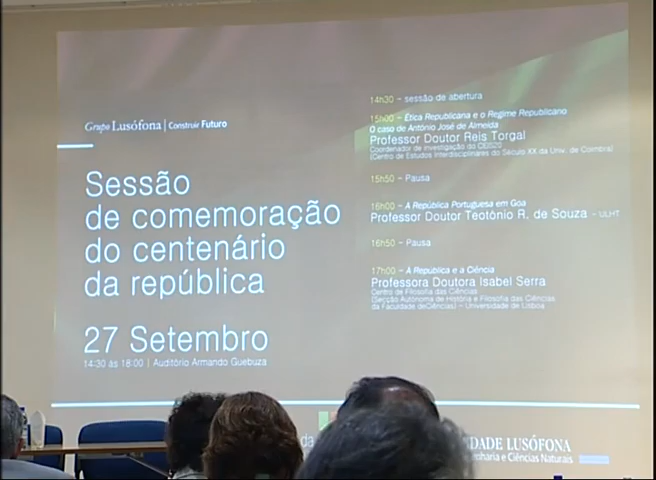 Grupo Lusófona | Construir Futuro
Sessão
de comemoração
do centenário
da república
27 Setembro
14:30 às 18:00 | Auditório Armando Guebuza
14h30 – sessão de abertura
15h00 – Ética Republicana e o Regime Republicano
O caso de António José de Almeida
Professor Doutor Reis Torgal
Coordenador de investigação do CEIS20
(Centro de Estudos Interdisciplinares do Século XX da Univ. de Coimbra)
15h50 – Pausa
16h00 – A República Portuguesa em Goa
Professor Doutor Teotónio R. de Souza – ULHT
16h50 – Pausa
17h00 – A República e a Ciência
Professora Doutora Isabel Serra
Centro de Filosofia das Ciências
(Secção Autónoma de História e Filosofia das Ciências
da Faculdade deCiências) – Universidade de Lisboa
da
DADE LUSÓFONA
enharia e Ciências Naturais